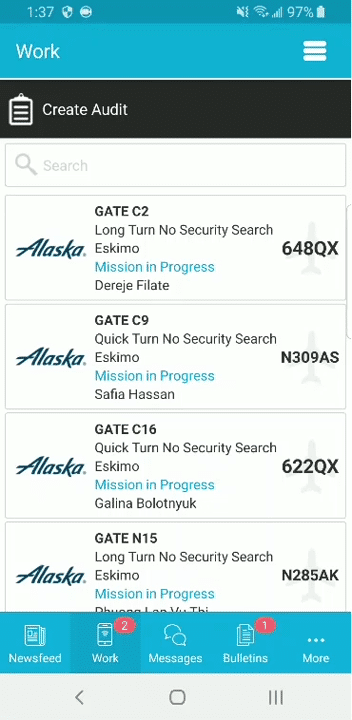 1:37
97%
Work
Create Audit
Search
GATE C2
Long Turn No Security Search
Eskimo
Mission in Progress
Dereje Filate
Alaska
648QX
GATE C9
Quick Turn No Security Search
Eskimo
Mission in Progress
Safia Hassan
Alaska
N309AS
GATE C16
Quick Turn No Security Search
Eskimo
Mission in Progress
Galina Bolotnyuk
Alaska
622QX
GATE N15
Long Turn No Security Search
Eskimo
Mission in Progress
Phuong Lan Vu Thi
Alaska
N285AK
2
1
Newsfeed
Work
Messages
Bulletins
More